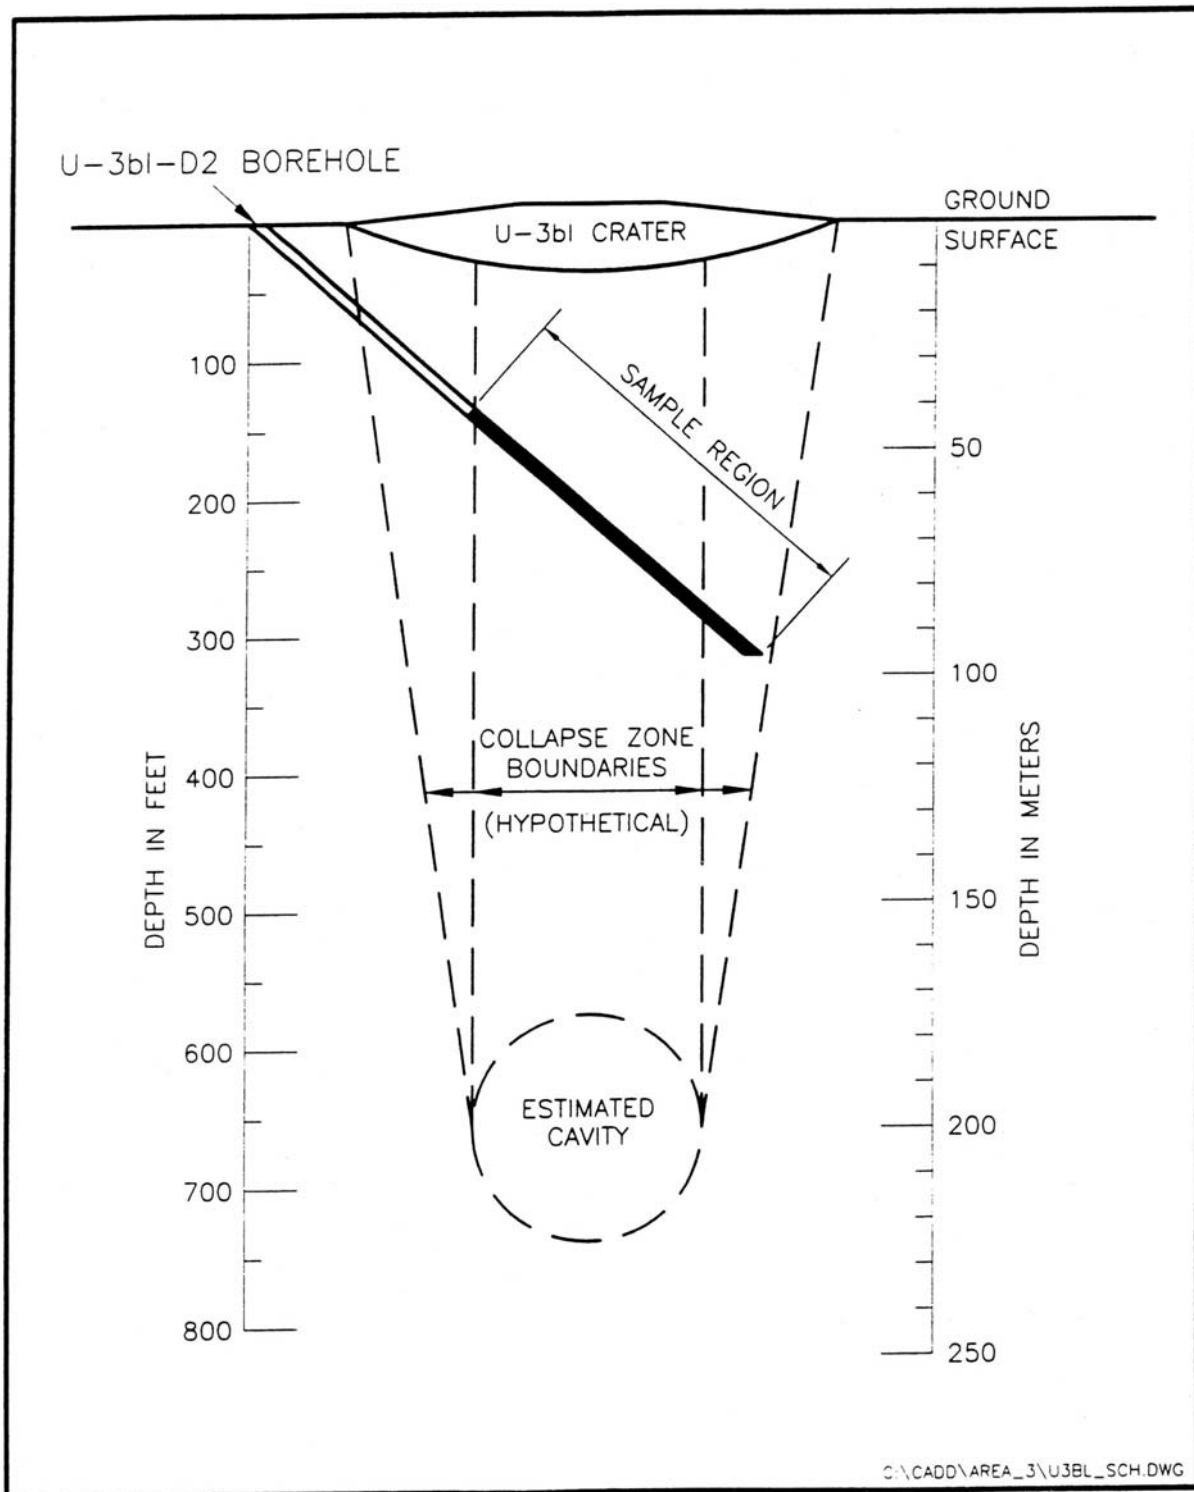 U-3bl-D2 BOREHOLE
GROUND
SURFACE
U-3bl CRATER
SAMPLE REGION
100
200
300
400
500
600
700
800
DEPTH IN FEET
50
100
150
200
250
DEPTH IN METERS
COLLAPSE ZONE
BOUNDARIES
(HYPOTHETICAL)
ESTIMATED
CAVITY
C:\CADD\AREA_3\U3BL_SCH.DWG